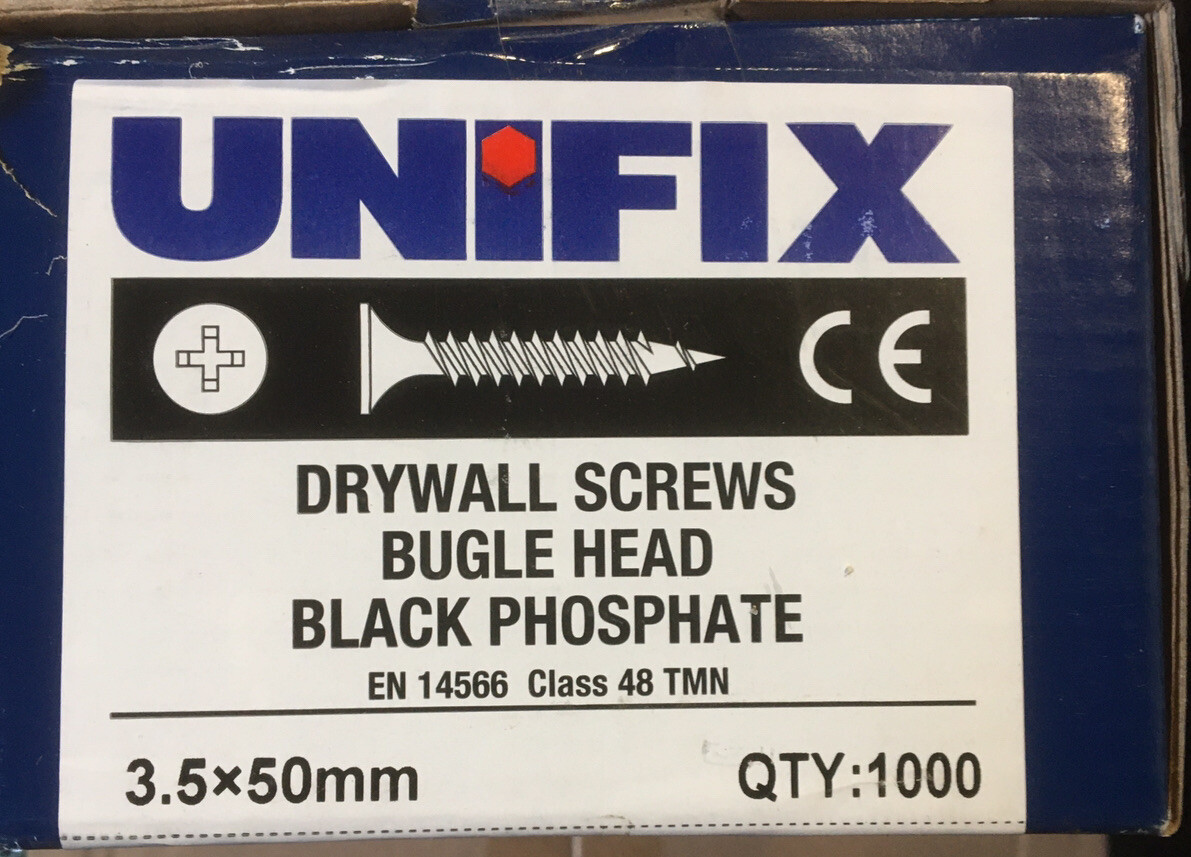 UNIFIX
CE
DRYWALL SCREWS
BUGLE HEAD
BLACK PHOSPHATE
EN 14566 Class 48 TMN
3.5×50mm
QTY:1000